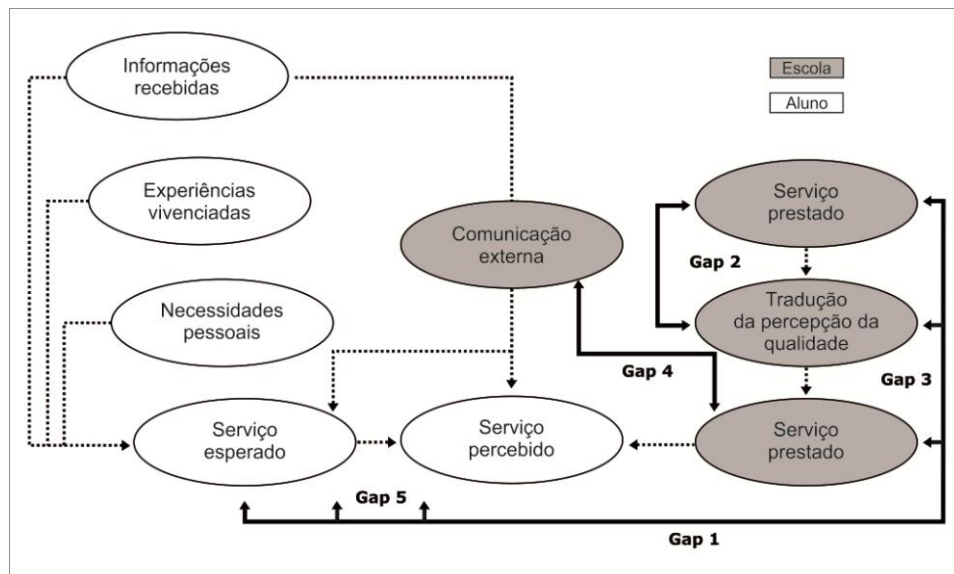 Informações
recebidas
Escola
Aluno
Experiências
vivenciadas
Serviço
prestado
Comunicação
externa
Gap 2
Necessidades
pessoais
Tradução
da percepção da
qualidade
Gap 4
Gap 3
Serviço
esperado
Serviço
percebido
Serviço
prestado
Gap 5
Gap 1